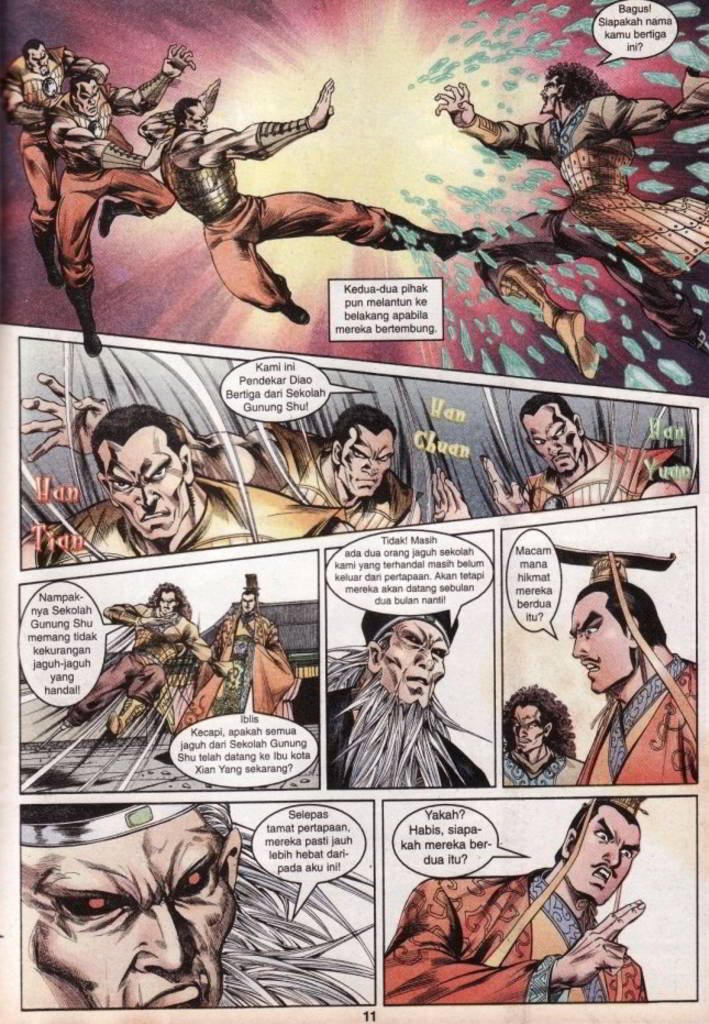 Bagus!
Siapakah nama
kamu bertiga
ini?
Kedua-dua pihak
pun melantun ke
belakang apabila
mereka bertembung.
Kami ini
Pendekar Diao
Bertiga dari Sekolah
Gunung Shu!
Han
Tian
Han
Chuan
Han
Yuan
Nampak-
nya Sekolah
Gunung Shu
memang tidak
kekurangan
jaguh-jaguh
yang
handal!
Iblis
Kecapi, apakah semua
jaguh dari Sekolah Gunung
Shu telah datang ke Ibu kota
Xian Yang sekarang?
Tidak! Masih
ada dua orang jaguh sekolah
kami yang terhandal masih belum
keluar dari pertapaan. Akan tetapi
mereka akan datang sebulan
dua bulan nanti!
Macam
mana
hikmat
mereka
berdua
itu?
Selepas
tamat pertapaan,
mereka pasti jauh
lebih hebat dari-
pada aku ini!
Yakah?
Habis, siapa-
kah mereka ber-
dua itu?
11